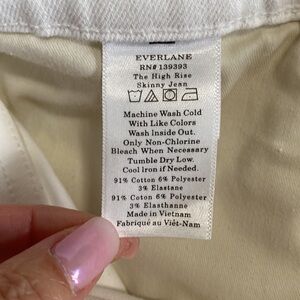 EVERLANE
RN# 139393
The High Rise
Skinny Jean
Machine Wash Cold
With Like Colors
Wash Inside Out.
Only Non-Chlorine
Bleach When Necessary
Tumble Dry Low.
Cool Iron if Needed.
91% Cotton 6% Polyester
3% Elastane
91% Cotton 6% Polyester
3% Elasthanne
Made in Vietnam
Fabriqué au Viêt-Nam